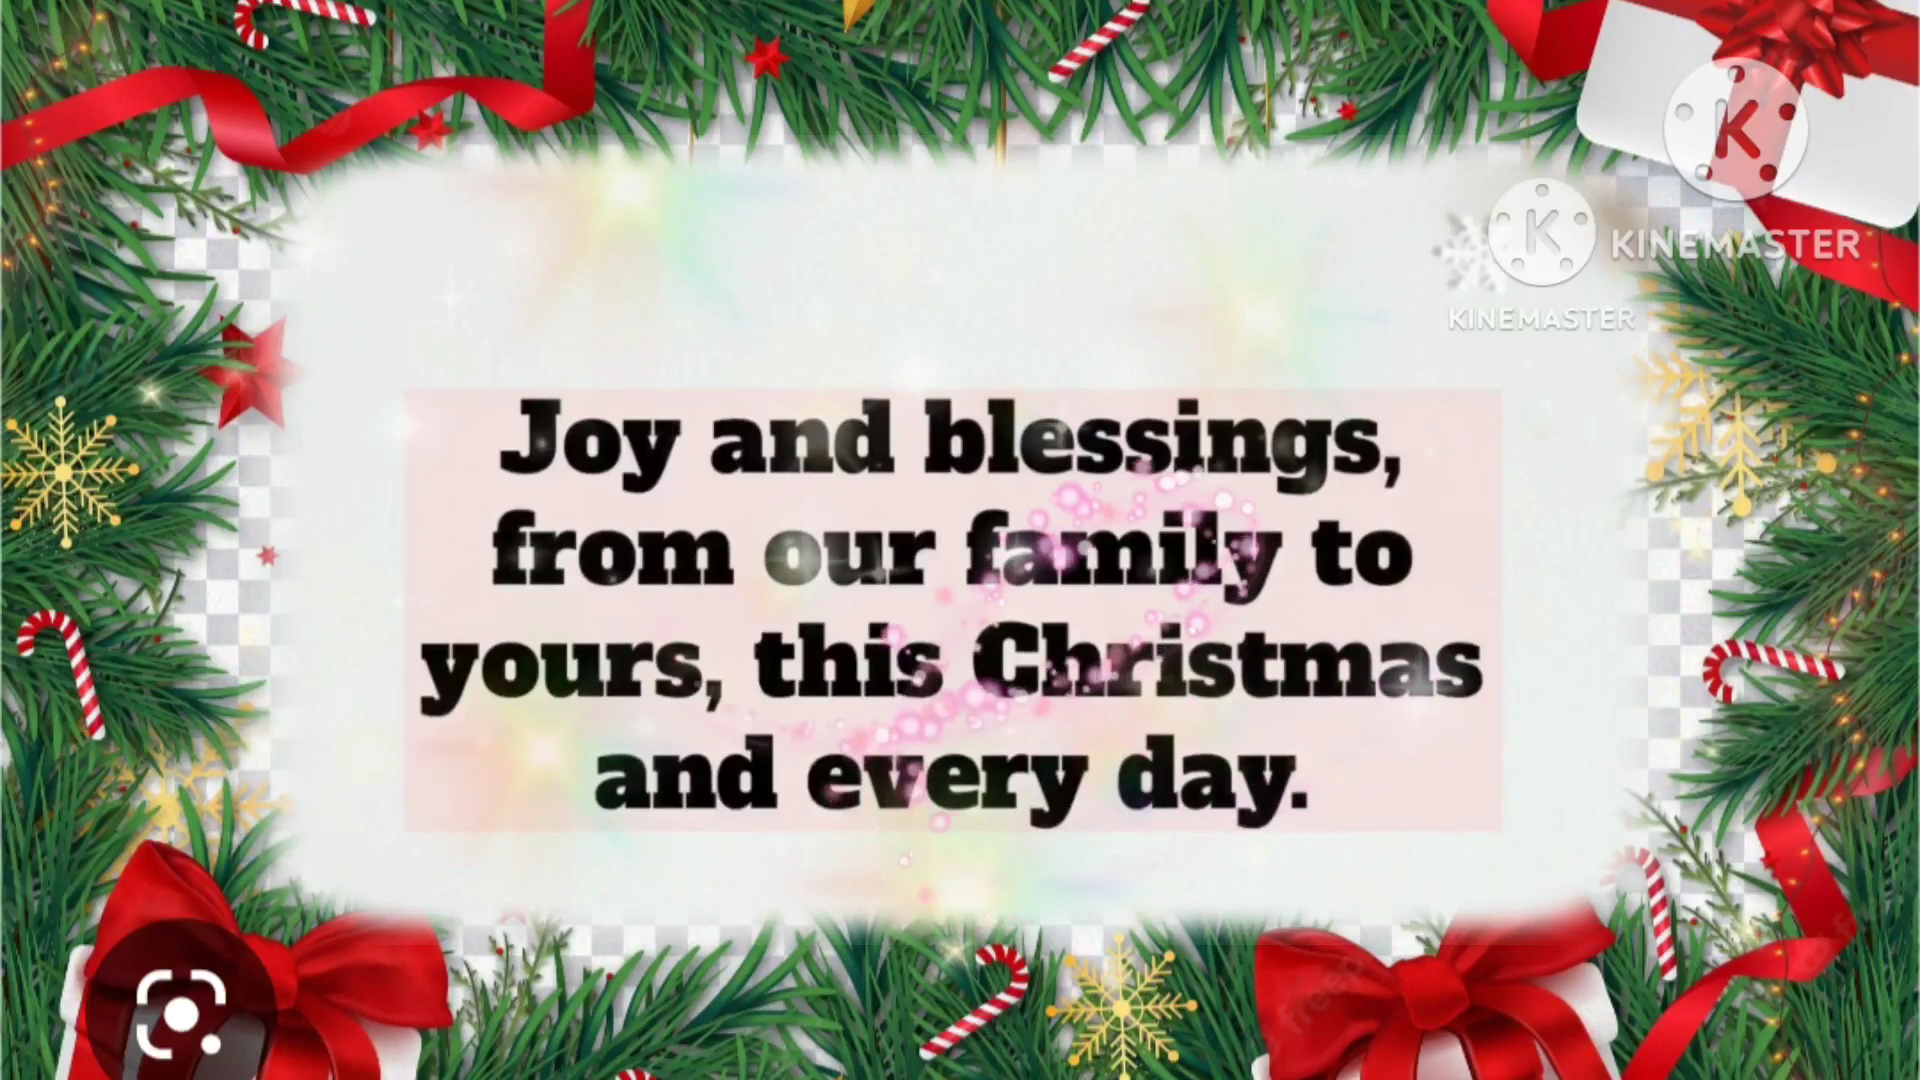 K
K KINEMASTER
KINEMASTER
Joy and blessings,
from our family to
yours, this Christmas
and every day.